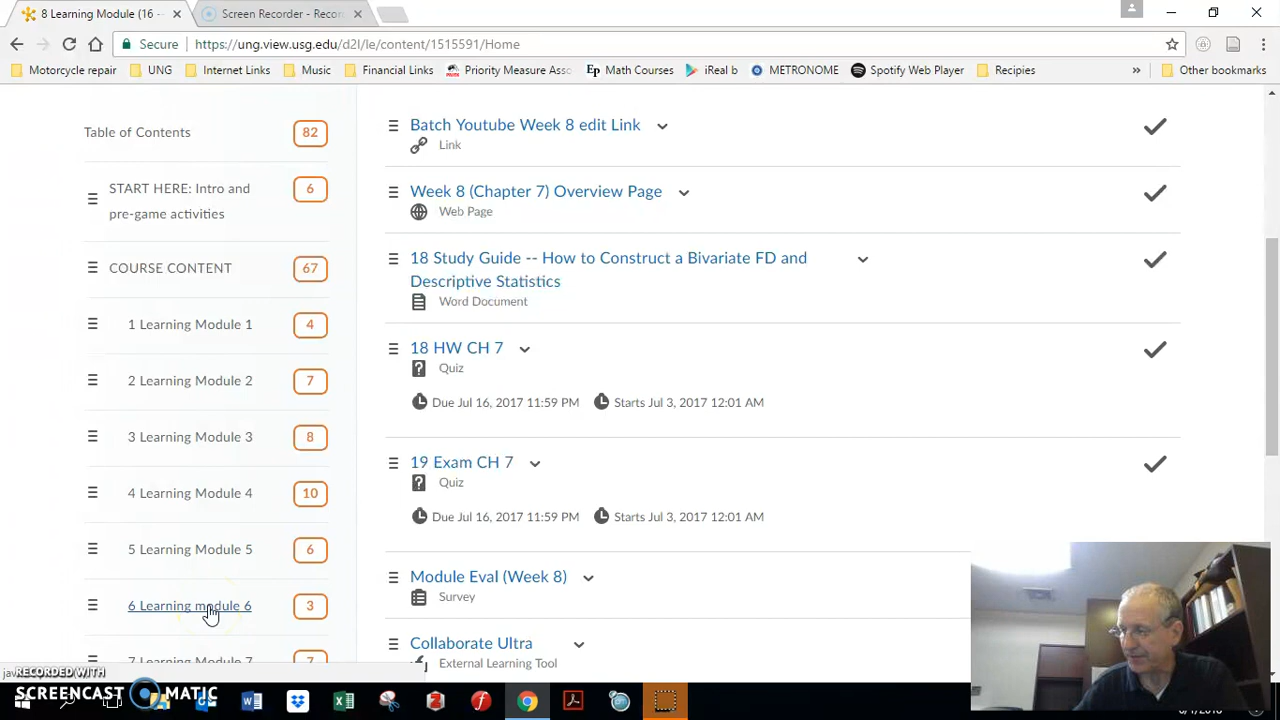 8 Learning Module (16 --
Screen Recorder - Recor
Secure
https://ung.view.usg.edu/d2l/le/content/1515591/Home
Motorcycle repair
UNG
Internet Links
Music
Financial Links
Priority Measure Asso
Ep Math Courses
iReal b
METRONOME
Spotify Web Player
Recipies
»
Other bookmarks
Table of Contents
82
START HERE: Intro and
pre-game activities
6
COURSE CONTENT
67
1 Learning Module 1
4
2 Learning Module 2
7
3 Learning Module 3
8
4 Learning Module 4
10
5 Learning Module 5
6
6 Learning module 6
3
7 Learning Module 7
7
Batch Youtube Week 8 edit Link
Link
Week 8 (Chapter 7) Overview Page
Web Page
18 Study Guide -- How to Construct a Bivariate FD and
Descriptive Statistics
Word Document
18 HW CH 7
Quiz
Due Jul 16, 2017 11:59 PM
Starts Jul 3, 2017 12:01 AM
19 Exam CH 7
Quiz
Due Jul 16, 2017 11:59 PM
Starts Jul 3, 2017 12:01 AM
Module Eval (Week 8)
Survey
Collaborate Ultra
External Learning Tool
RECORDED WITH
SCREENCAST MATIC